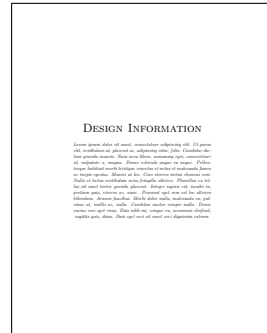 DESIGN INFORMATION
Lorem ipsum dolor sit amet, consectetuer adipiscing elit. Ut purus
elit, vestibulum ut, placerat ac, adipiscing vitae, felis. Curabitur dic-
tum gravida mauris. Nam arcu libero, nonummy eget, consectetuer
id, vulputate a, magna. Donec vehicula augue eu neque. Pellen-
tesque habitant morbi tristique senectus et netus et malesuada fames
ac turpis egestas. Mauris ut leo. Cras viverra metus rhoncus sem.
Nulla et lectus vestibulum urna fringilla ultrices. Phasellus eu tel-
lus sit amet tortor gravida placerat. Integer sapien est, iaculis in,
pretium quis, viverra ac, nunc. Praesent eget sem vel leo ultrices
bibendum. Aenean faucibus. Morbi dolor nulla, malesuada eu, pul-
vinar at, mollis ac, nulla. Curabitur auctor semper nulla. Donec
varius orci eget risus. Duis nibh mi, congue eu, accumsan eleifend,
sagittis quis, diam. Duis eget orci sit amet orci dignissim rutrum.